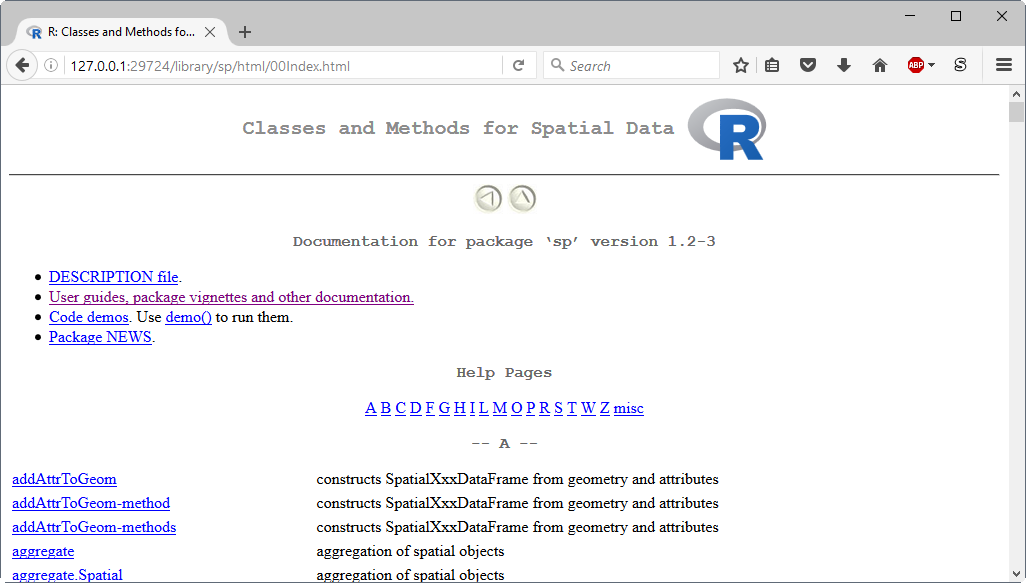 R: Classes and Methods fo...
127.0.0.1:29724/library/sp/html/00Index.html
Search
ABP
S
Classes and Methods for Spatial Data
R
Documentation for package ‘sp’ version 1.2-3
DESCRIPTION file.
User guides, package vignettes and other documentation.
Code demos. Use demo() to run them.
Package NEWS.
Help Pages
A B C D F G H I L M O P R S T W Z misc
-- A --
addAttrToGeom constructs SpatialXxxDataFrame from geometry and attributes
addAttrToGeom-method constructs SpatialXxxDataFrame from geometry and attributes
addAttrToGeom-methods constructs SpatialXxxDataFrame from geometry and attributes
aggregate aggregation of spatial objects
aggregate.Spatial aggregation of spatial objects